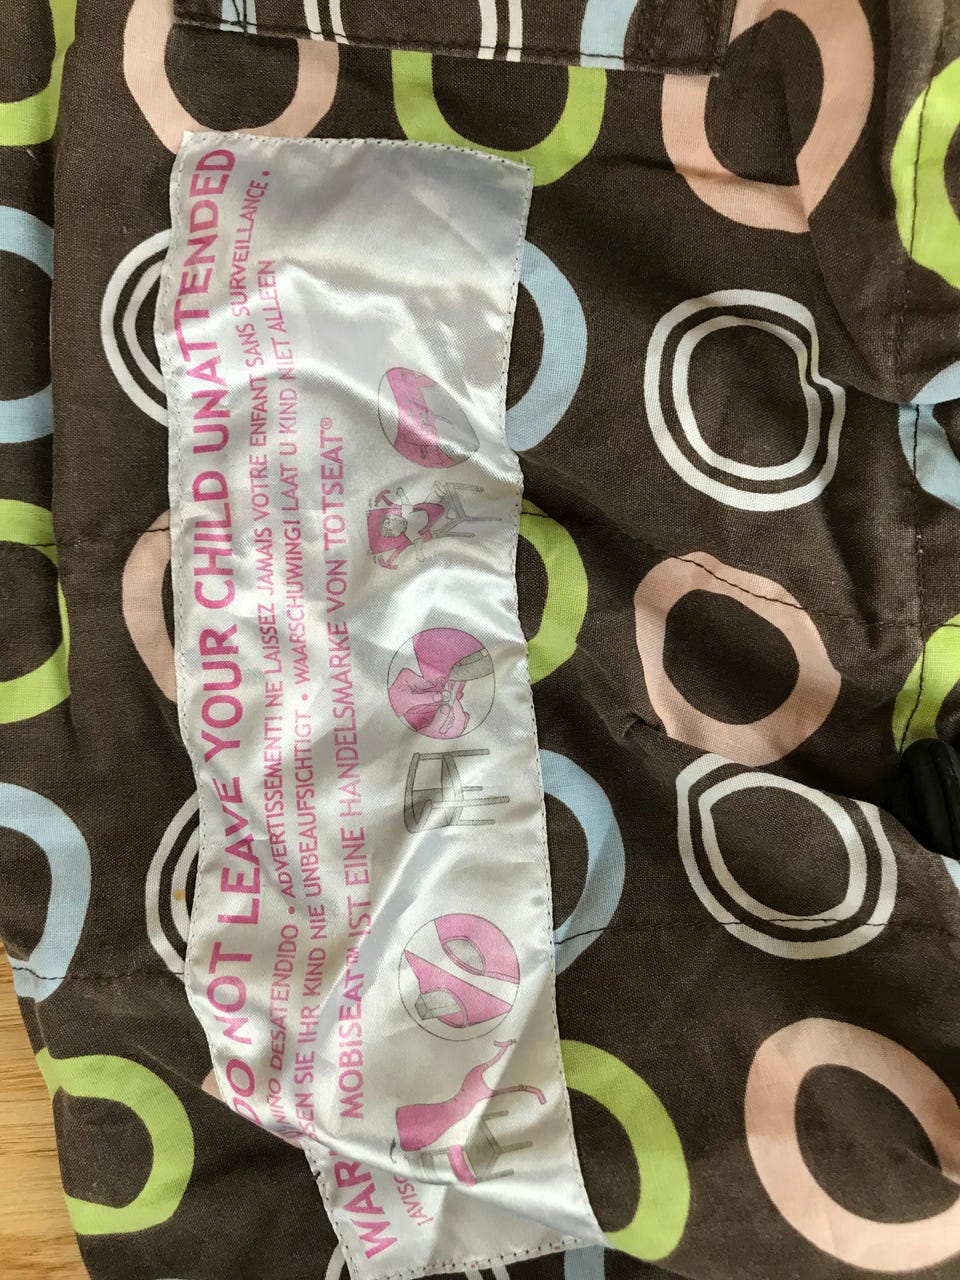 DO NOT LEAVE YOUR CHILD UNATTENDED
NIÑO DESATENDIDO • ADVERTISSEMENT! NE LAISSEZ JAMAIS VOTRE ENFANT SANS SURVEILLANCE.
SIE IHR KIND NIE UNBEAUFSICHTIGT • WAARSCHUWING! LAAT U KIND NIET ALLEEN
MOBISEAT™ IST EINE HANDELSMARKE VON TOTSEAT®